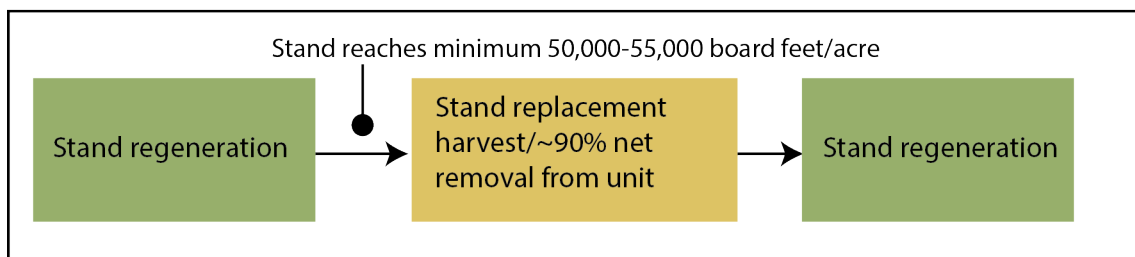 Stand reaches minimum 50,000-55,000 board feet/acre
Stand regeneration
Stand replacement
harvest/~90% net
removal from unit
Stand regeneration